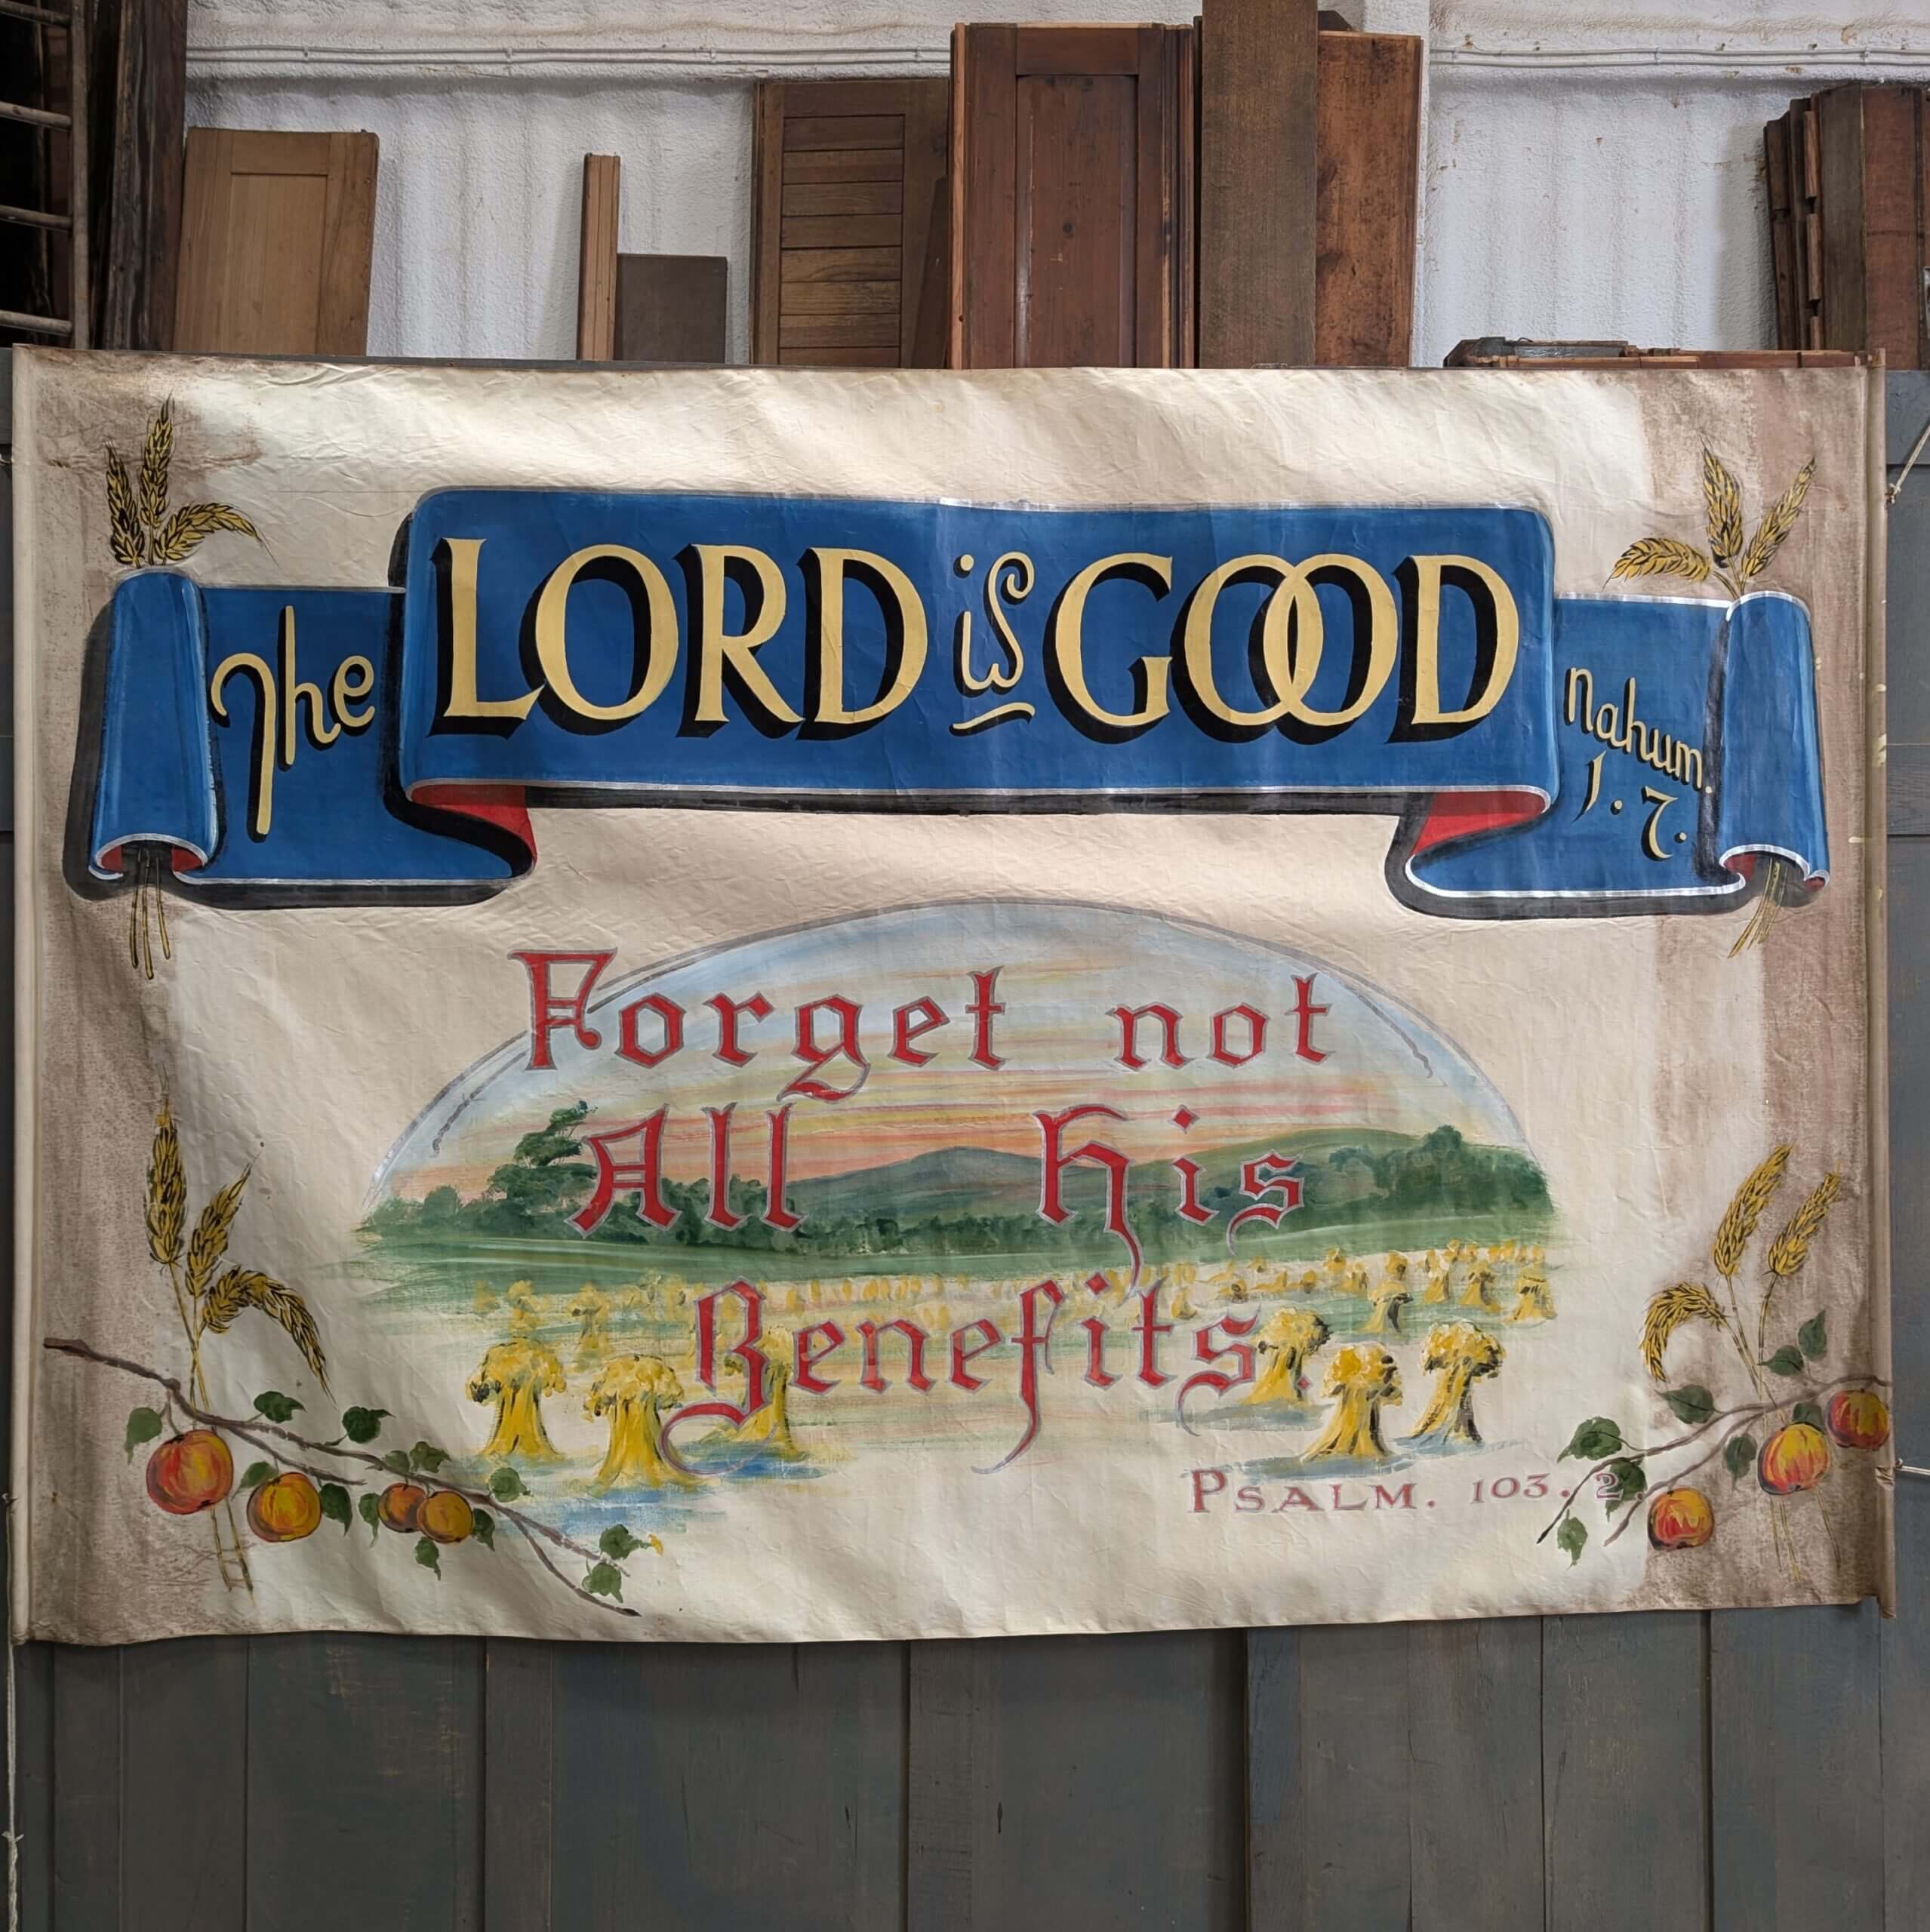 The LORD is GOOD
Nahum.
1. 7.
Forget not
All His
Benefits.
PSALM. 103. 2.